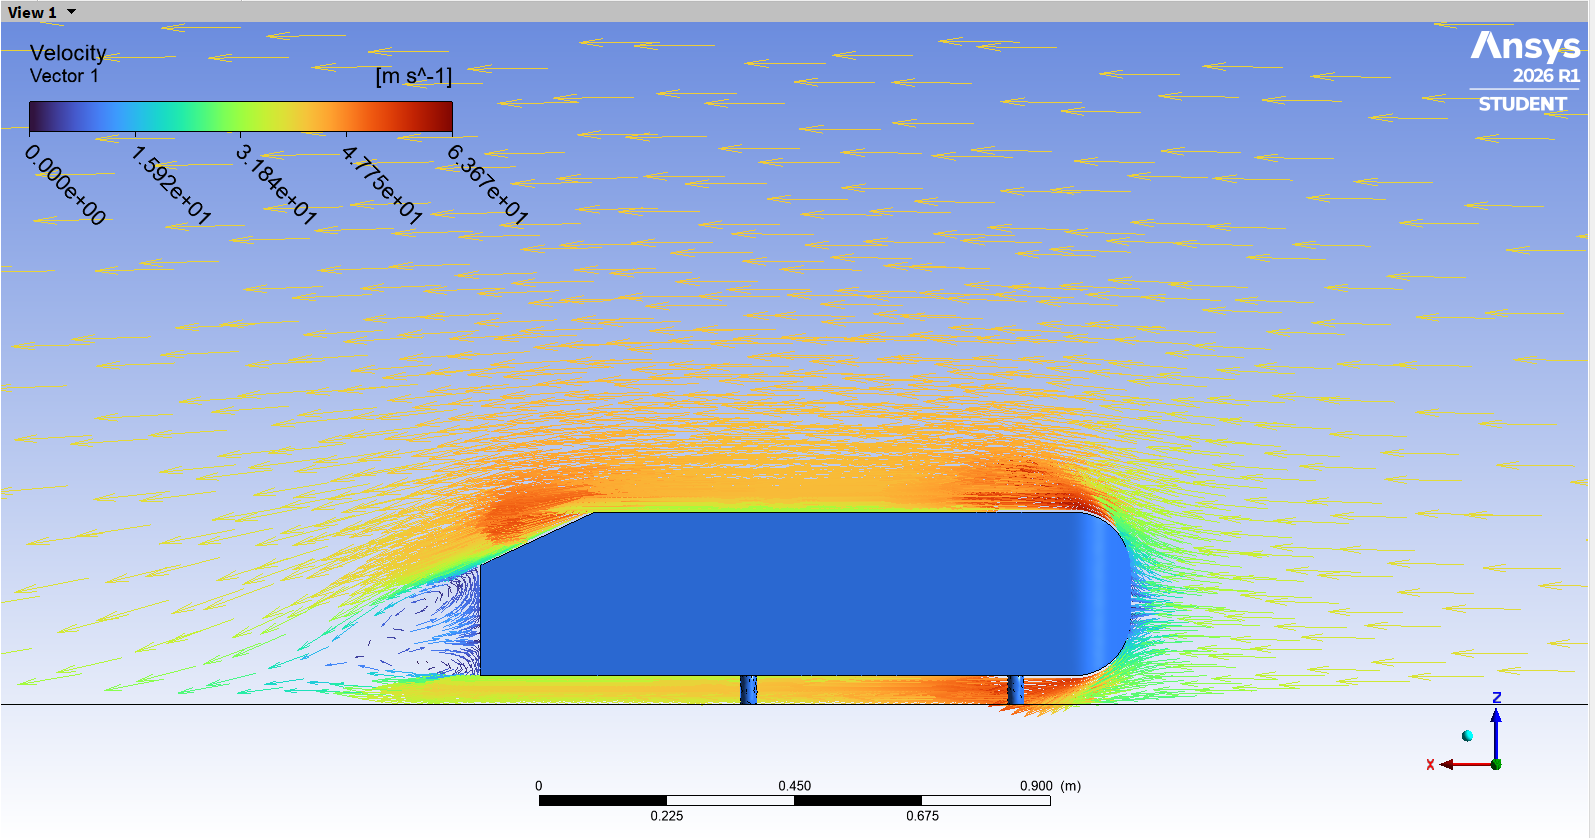 View 1
Velocity
Vector 1
[m s^-1]
0.000e+00
1.592e+01
3.184e+01
4.775e+01
6.367e+01
Ansys
2026 R1
STUDENT
Z
X
0 0.450 0.900 (m)
0.225 0.675